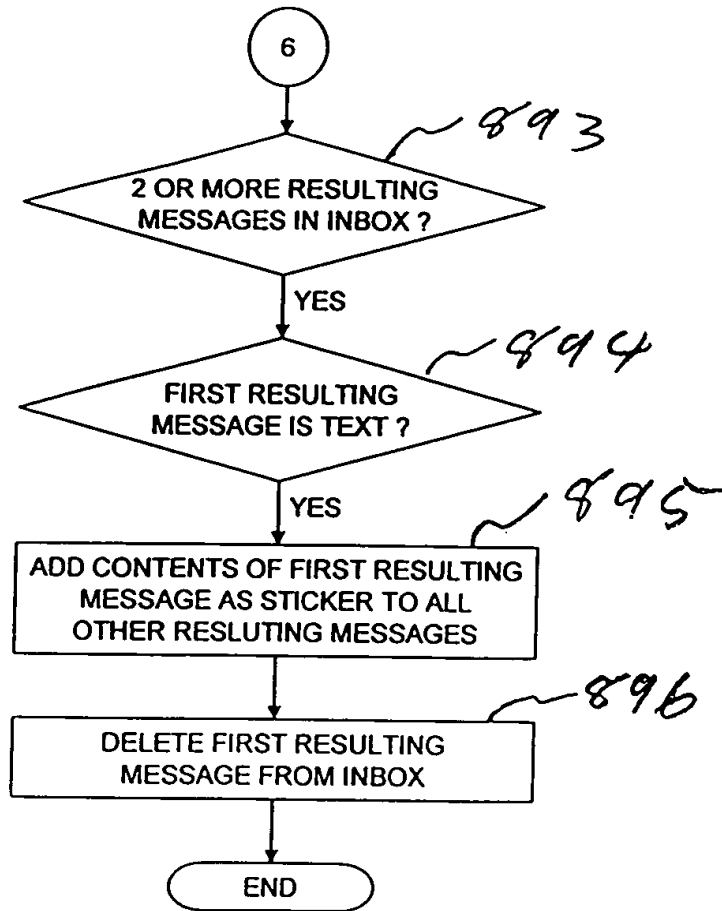 6
893
2 OR MORE RESULTING
MESSAGES IN INBOX ?
YES
894
FIRST RESULTING
MESSAGE IS TEXT ?
YES
895
ADD CONTENTS OF FIRST RESULTING
MESSAGE AS STICKER TO ALL
OTHER RESLUTING MESSAGES
896
DELETE FIRST RESULTING
MESSAGE FROM INBOX
END